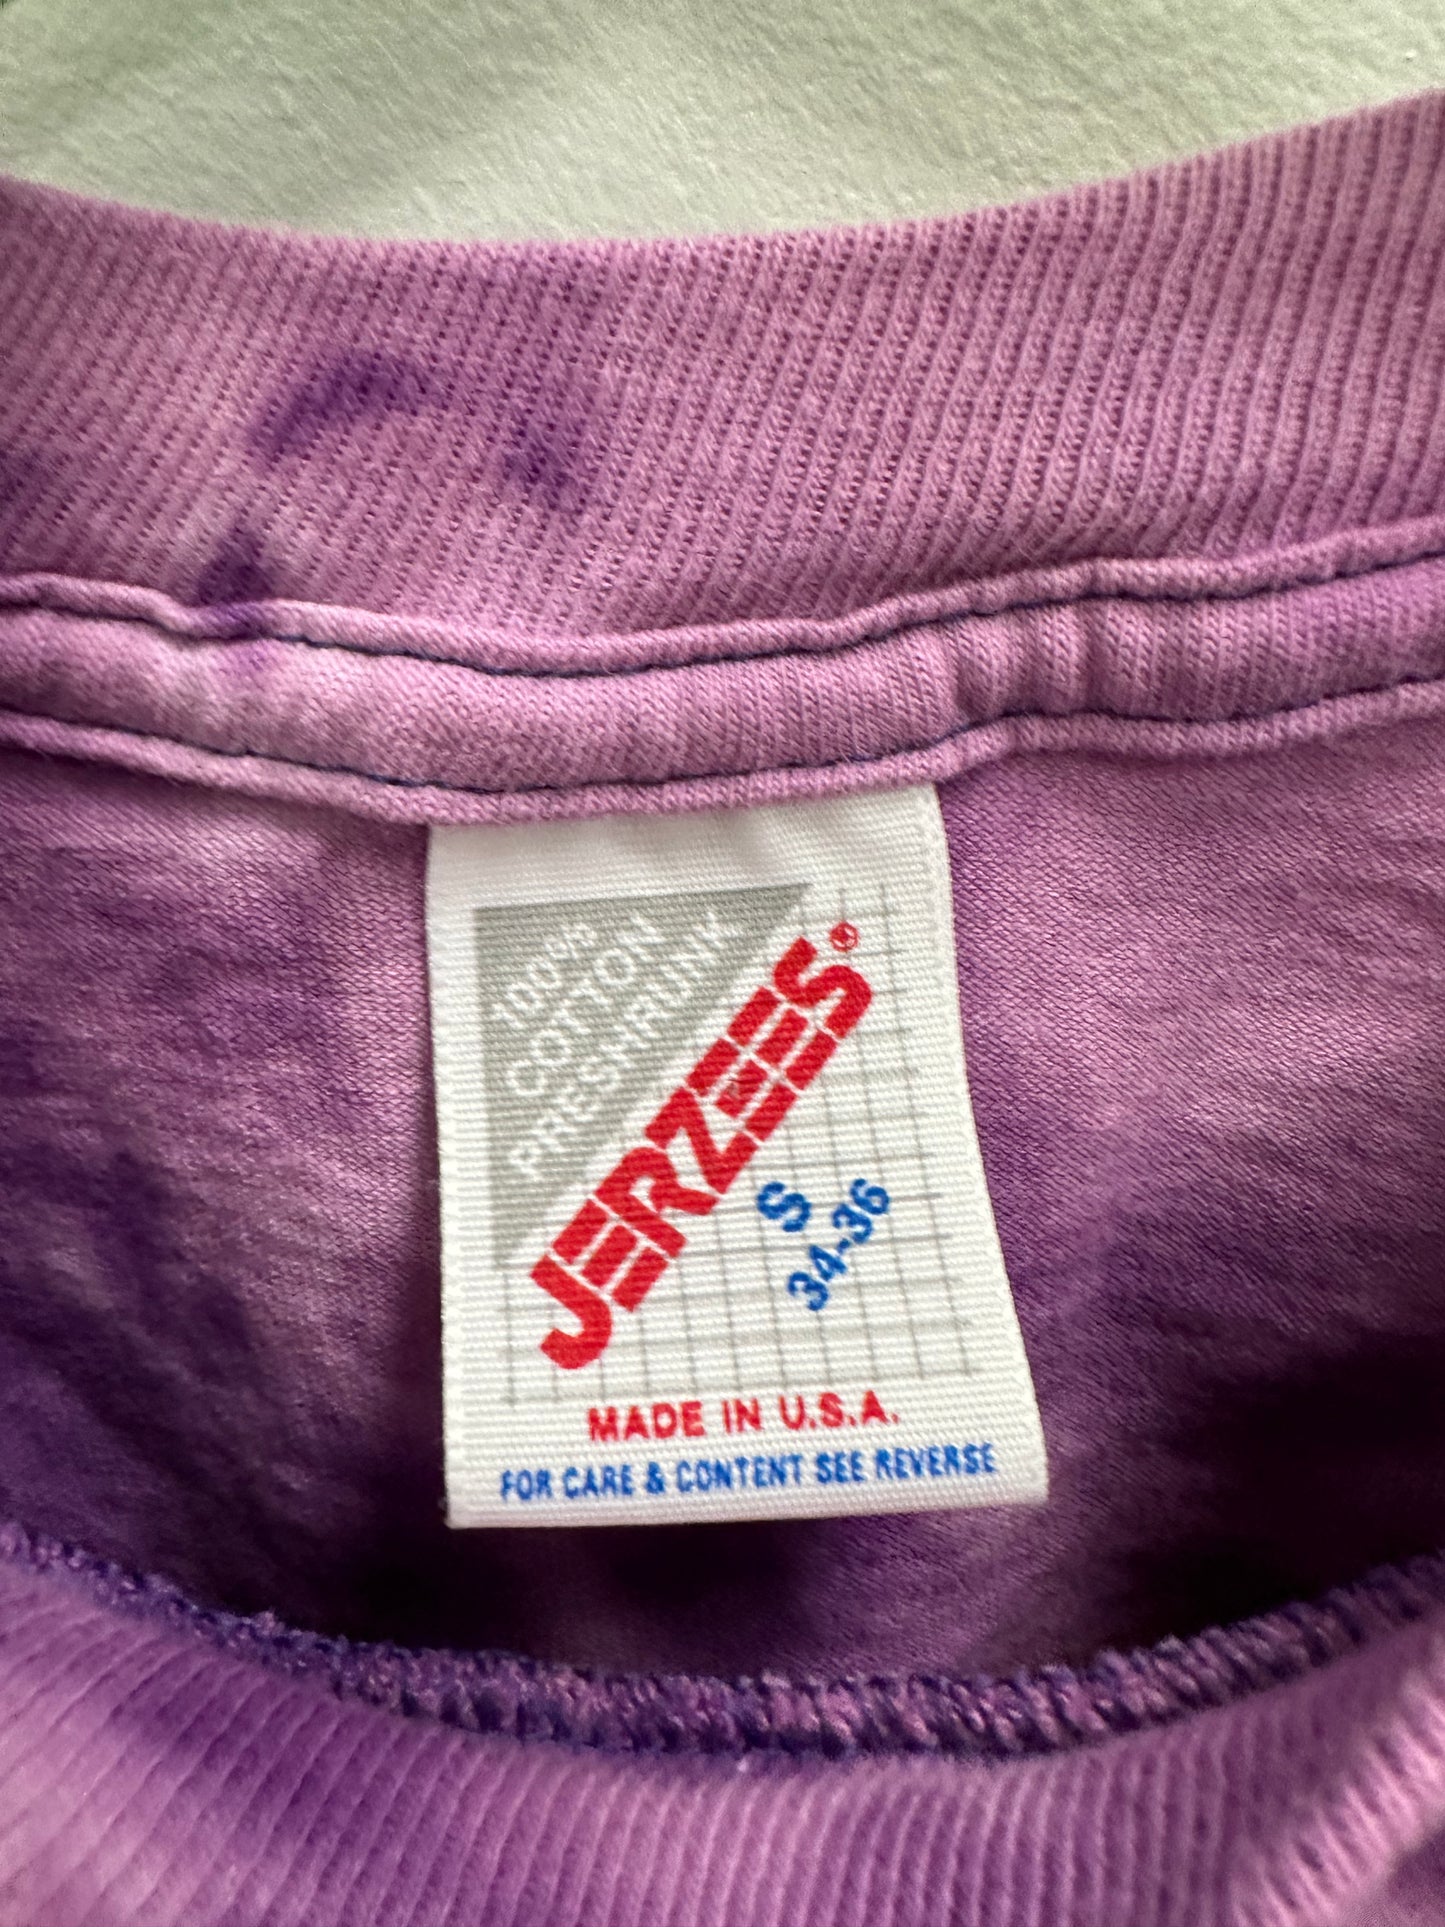 100%
COTTON
PRESHRUNK
JERZEES®
S
34-36
MADE IN U.S.A.
FOR CARE & CONTENT SEE REVERSE